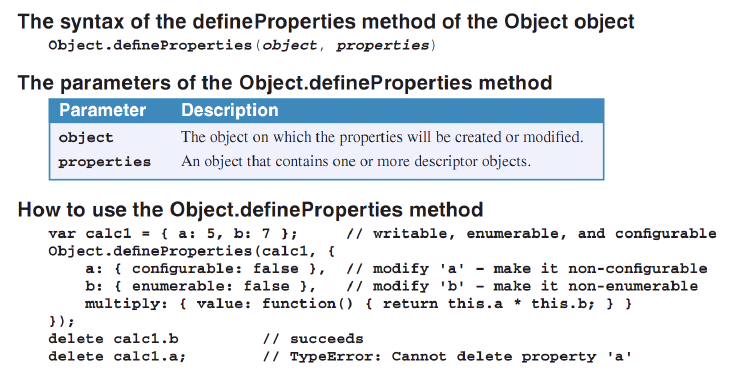 The syntax of the defineProperties method of the Object object
Object.defineProperties(object, properties)
The parameters of the Object.defineProperties method
Parameter Description
object The object on which the properties will be created or modified.
properties An object that contains one or more descriptor objects.
How to use the Object.defineProperties method
var calc1 = { a: 5, b: 7 }; // writable, enumerable, and configurable
Object.defineProperties(calc1, {
a: { configurable: false }, // modify 'a' – make it non-configurable
b: { enumerable: false }, // modify 'b' – make it non-enumerable
multiply: { value: function() { return this.a * this.b; } }
});
delete calc1.b // succeeds
delete calc1.a; // TypeError: Cannot delete property 'a'